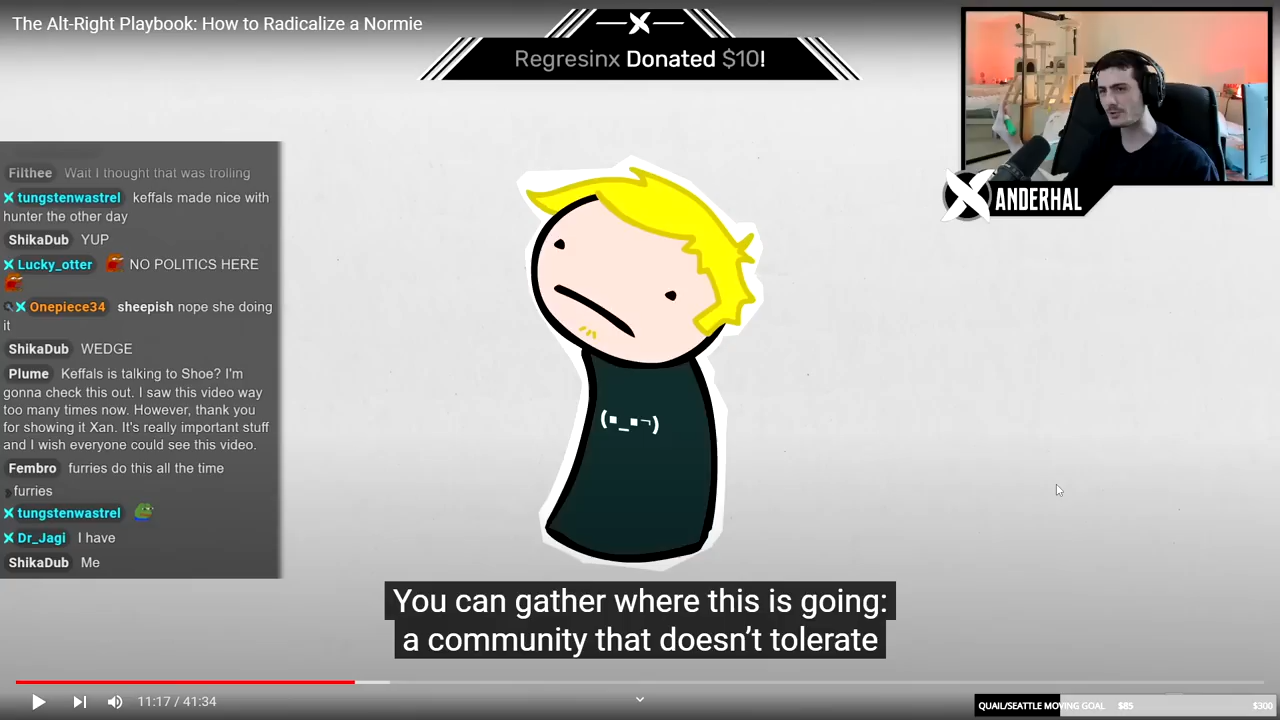 The Alt-Right Playbook: How to Radicalize a Normie
Regresinx Donated $10!
ANDERHAL
Filthee Wait I thought that was trolling
tungstenwastrel keffals made nice with
hunter the other day
ShikaDub YUP
Lucky_otter NO POLITICS HERE
Onepiece34 sheepish nope she doing
it
ShikaDub WEDGE
Plume Keffals is talking to Shoe? I'm
gonna check this out. I saw this video way
too many times now. However, thank you
for showing it Xan. It's really important stuff
and I wish everyone could see this video.
Fembro furries do this all the time
furries
tungstenwastrel
Dr_Jagi I have
ShikaDub Me
(▪_▪¬)
You can gather where this is going:
a community that doesn’t tolerate
11:17 / 41:34
QUAIL/SEATTLE MOVING GOAL $85 $300